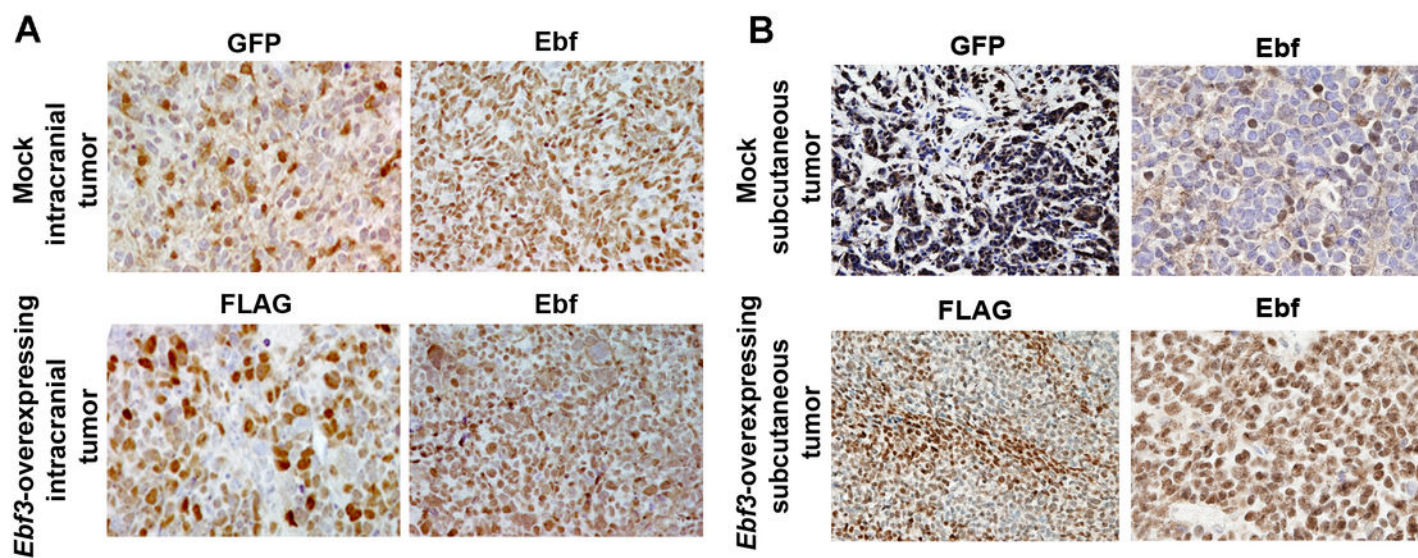 A
GFP
Ebf
Mock
intracranial
tumor
FLAG
Ebf
Ebf3-overexpressing
intracranial
tumor
B
GFP
Ebf
Mock
subcutaneous
tumor
FLAG
Ebf
Ebf3-overexpressing
subcutaneous
tumor